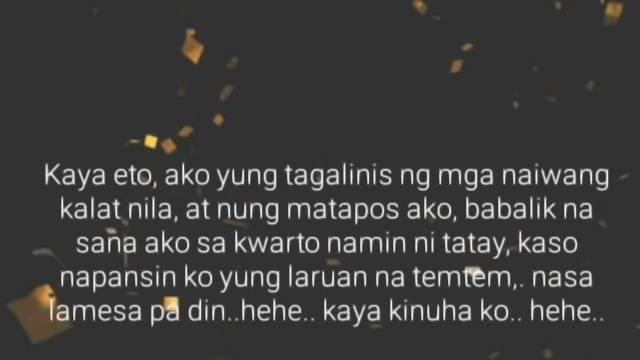 Kaya eto, ako yung tagalinis ng mga naiwang
kalat nila, at nung matapos ako, babalik na
sana ako sa kwarto namin ni tatay, kaso
napansin ko yung laruan na temtem,. nasa
lamesa pa din..hehe.. kaya kinuha ko.. hehe..